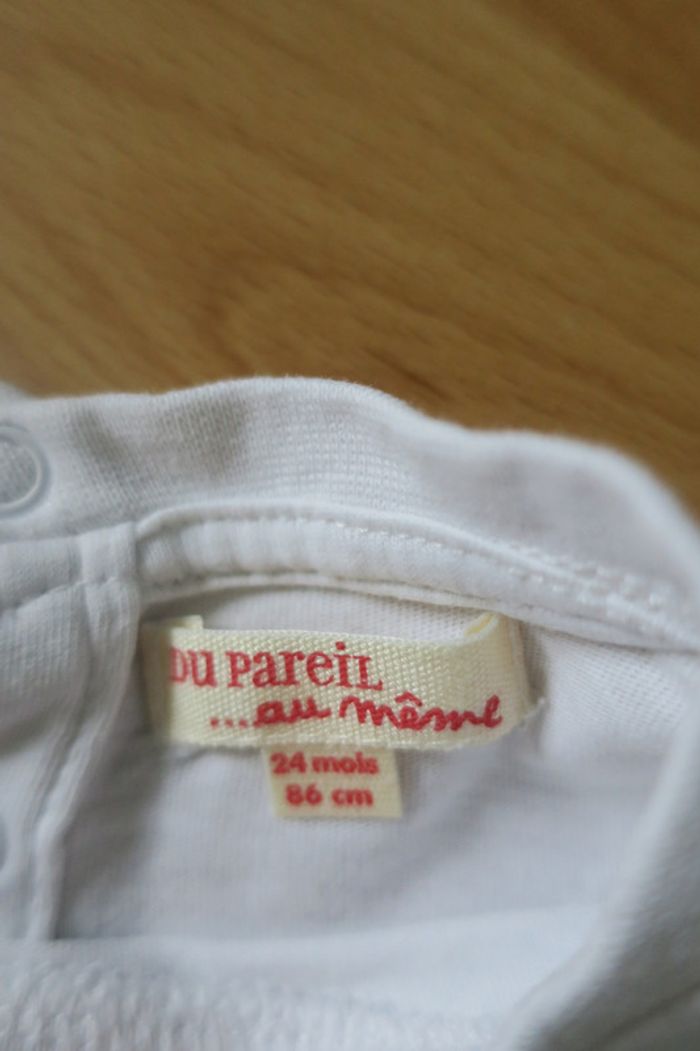 DU PAREIL
...au même
24 mois
86 cm